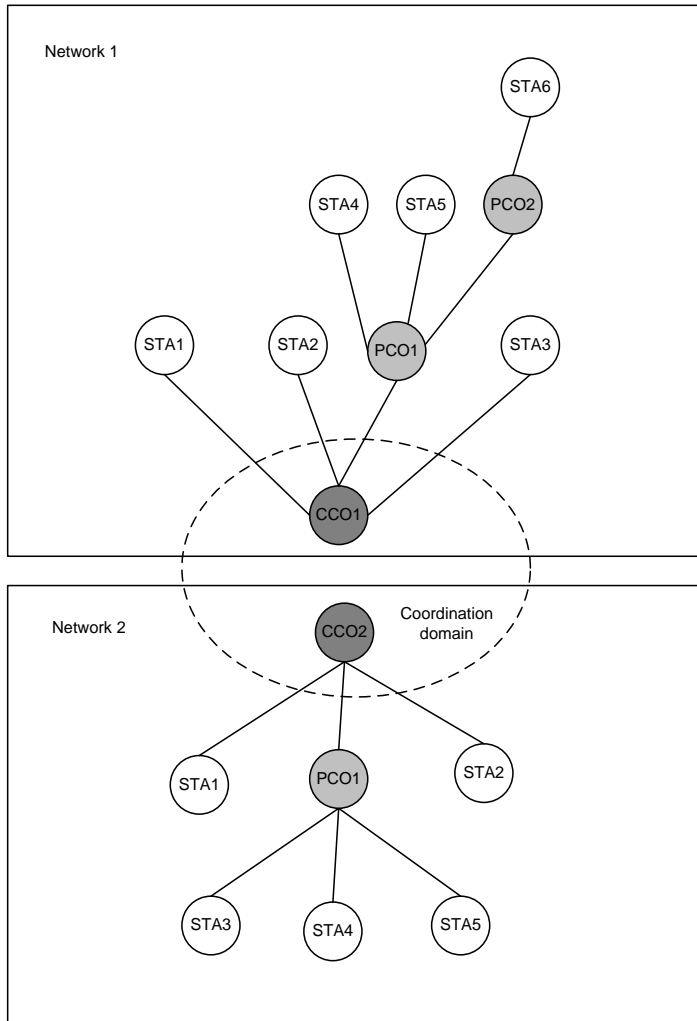 Network 1
STA6
STA4
STA5
PCO2
STA1
STA2
PCO1
STA3
CCO1
Network 2
CCO2
Coordination
domain
STA1
PCO1
STA2
STA3
STA4
STA5